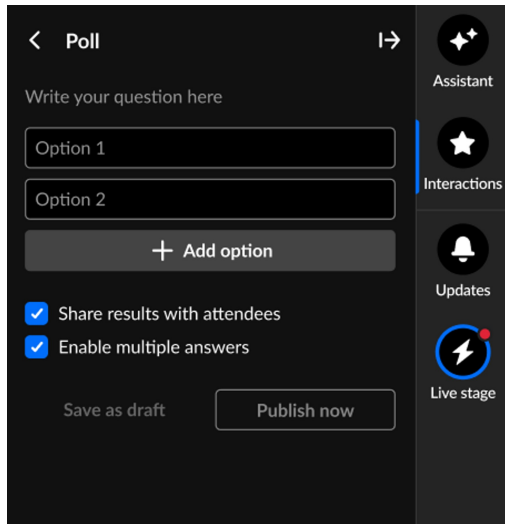 Poll
Write your question here
Option 1
Option 2
Add option
Share results with attendees
Enable multiple answers
Save as draft
Publish now
Assistant
Interactions
Updates
Live stage